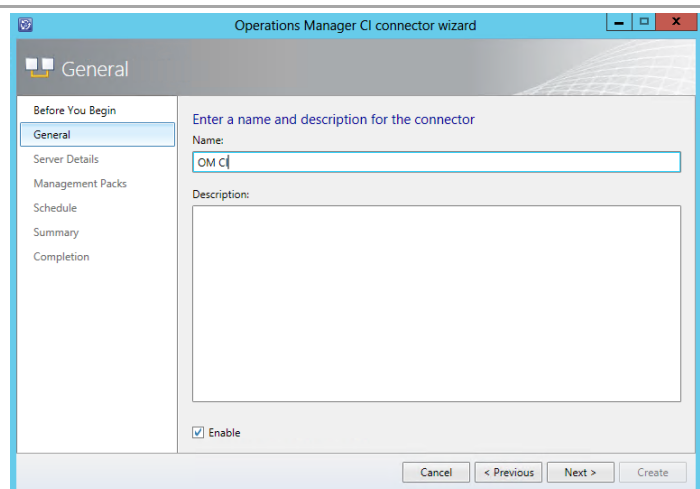 Operations Manager CI connector wizard
General
Before You Begin
General
Server Details
Management Packs
Schedule
Summary
Completion
Enter a name and description for the connector
Name:
OM CI
Description:
Enable
Cancel
< Previous
Next >
Create